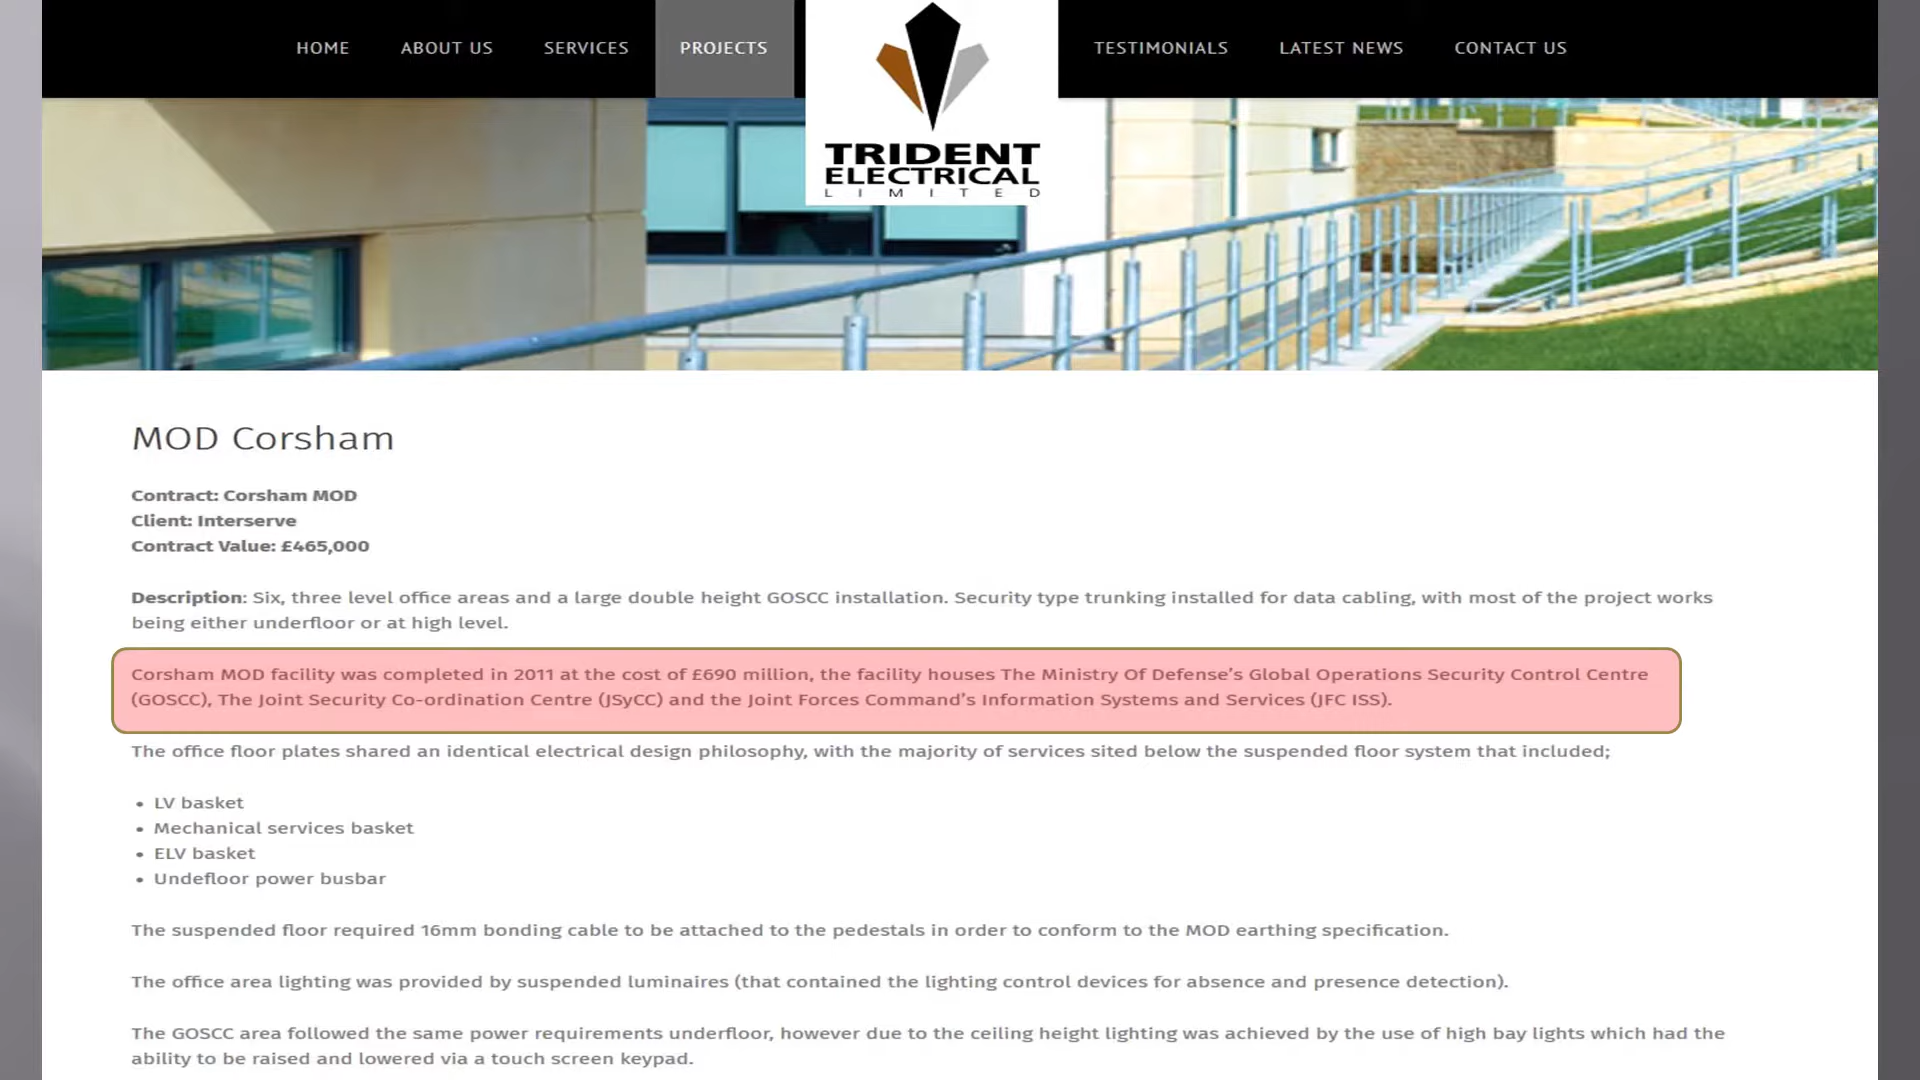 HOME ABOUT US SERVICES PROJECTS TESTIMONIALS LATEST NEWS CONTACT US
TRIDENT
ELECTRICAL
LIMITED
MOD Corsham
Contract: Corsham MOD
Client: Interserve
Contract Value: £465,000
Description: Six, three level office areas and a large double height GOSCC installation. Security type trunking installed for data cabling, with most of the project works
being either underfloor or at high level.
Corsham MOD facility was completed in 2011 at the cost of £690 million, the facility houses The Ministry Of Defense’s Global Operations Security Control Centre
(GOSCC), The Joint Security Co-ordination Centre (JSyCC) and the Joint Forces Command’s Information Systems and Services (JFC ISS).
The office floor plates shared an identical electrical design philosophy, with the majority of services sited below the suspended floor system that included;
• LV basket
• Mechanical services basket
• ELV basket
• Undefloor power busbar
The suspended floor required 16mm bonding cable to be attached to the pedestals in order to conform to the MOD earthing specification.
The office area lighting was provided by suspended luminaires (that contained the lighting control devices for absence and presence detection).
The GOSCC area followed the same power requirements underfloor, however due to the ceiling height lighting was achieved by the use of high bay lights which had the
ability to be raised and lowered via a touch screen keypad.